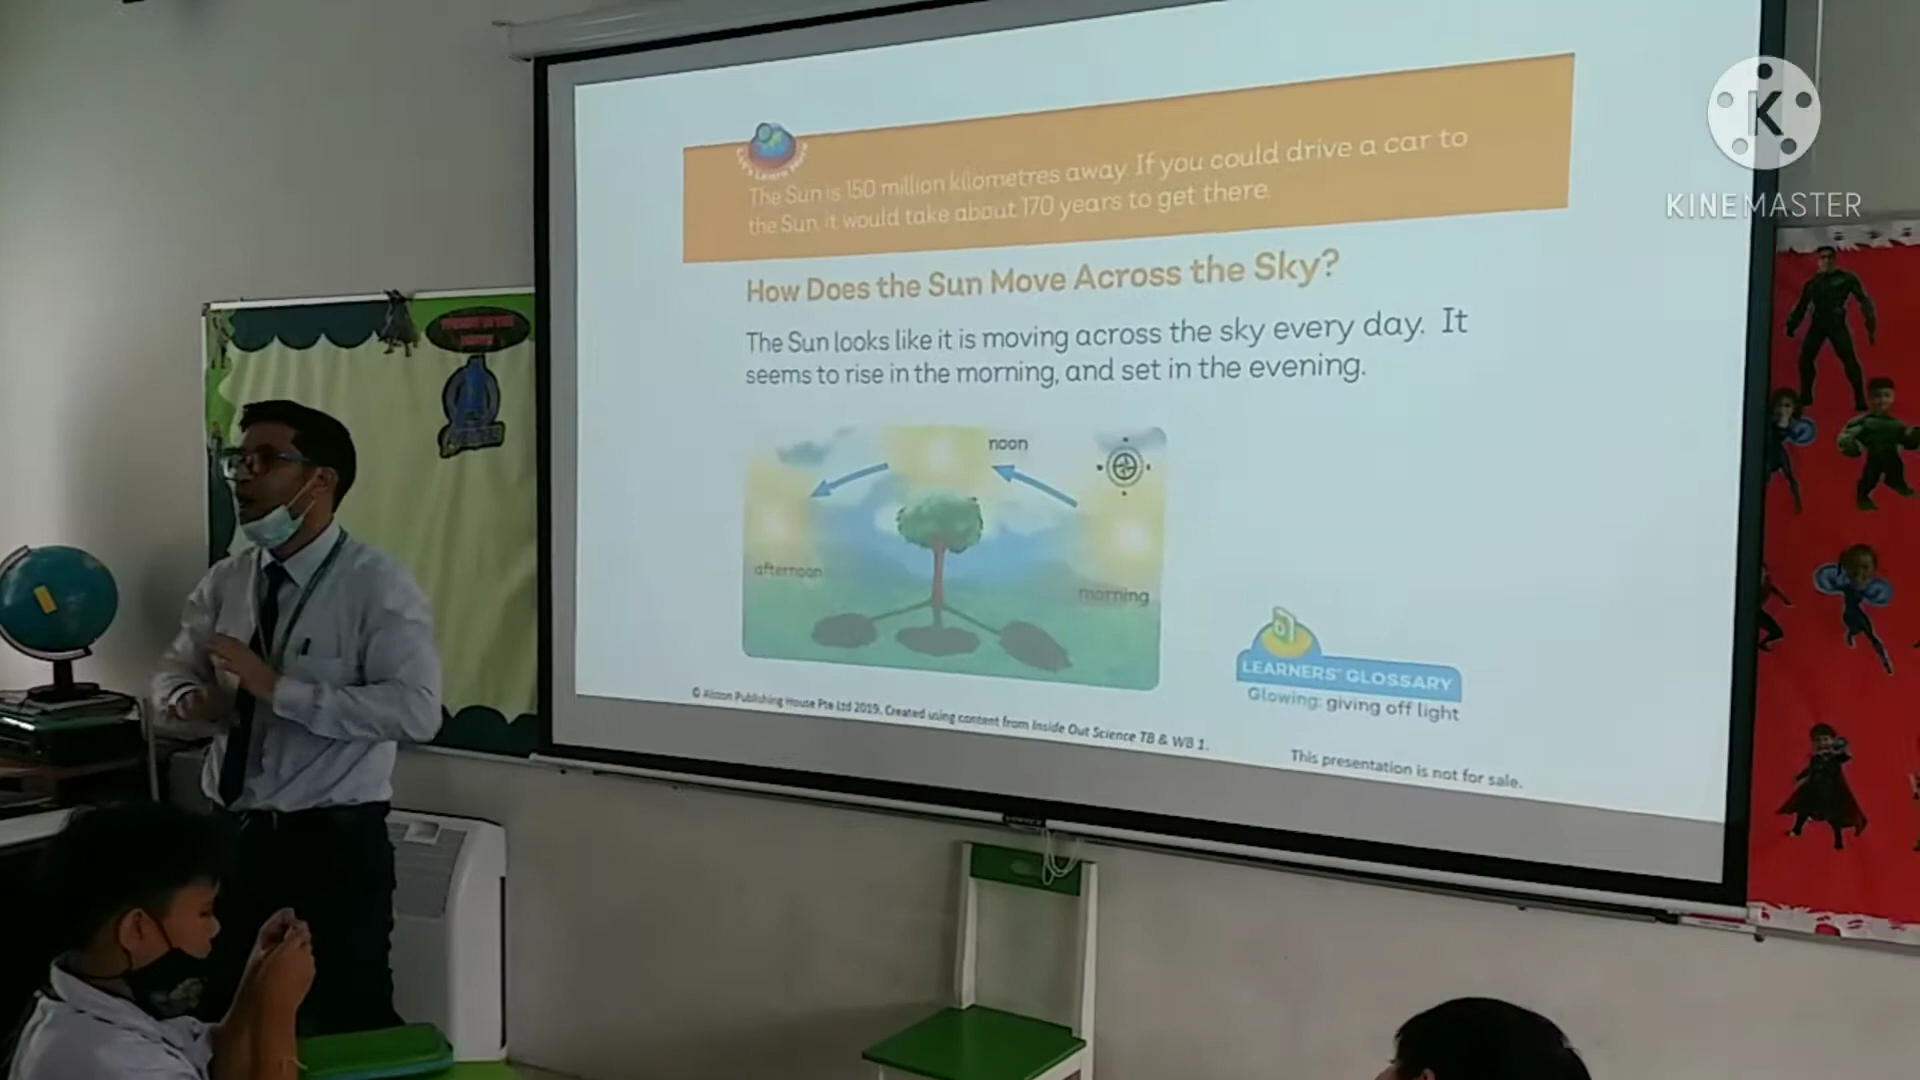 K
KINEMASTER
Let's Learn More
The Sun is 150 million kilometres away. If you could drive a car to
the Sun, it would take about 170 years to get there.
How Does the Sun Move Across the Sky?
The Sun looks like it is moving across the sky every day. It
seems to rise in the morning, and set in the evening.
noon
afternoon
morning
LEARNERS' GLOSSARY
Glowing: giving off light
© Alston Publishing House Pte Ltd 2019. Created using content from Inside Out Science TB & WB 1.
This presentation is not for sale.